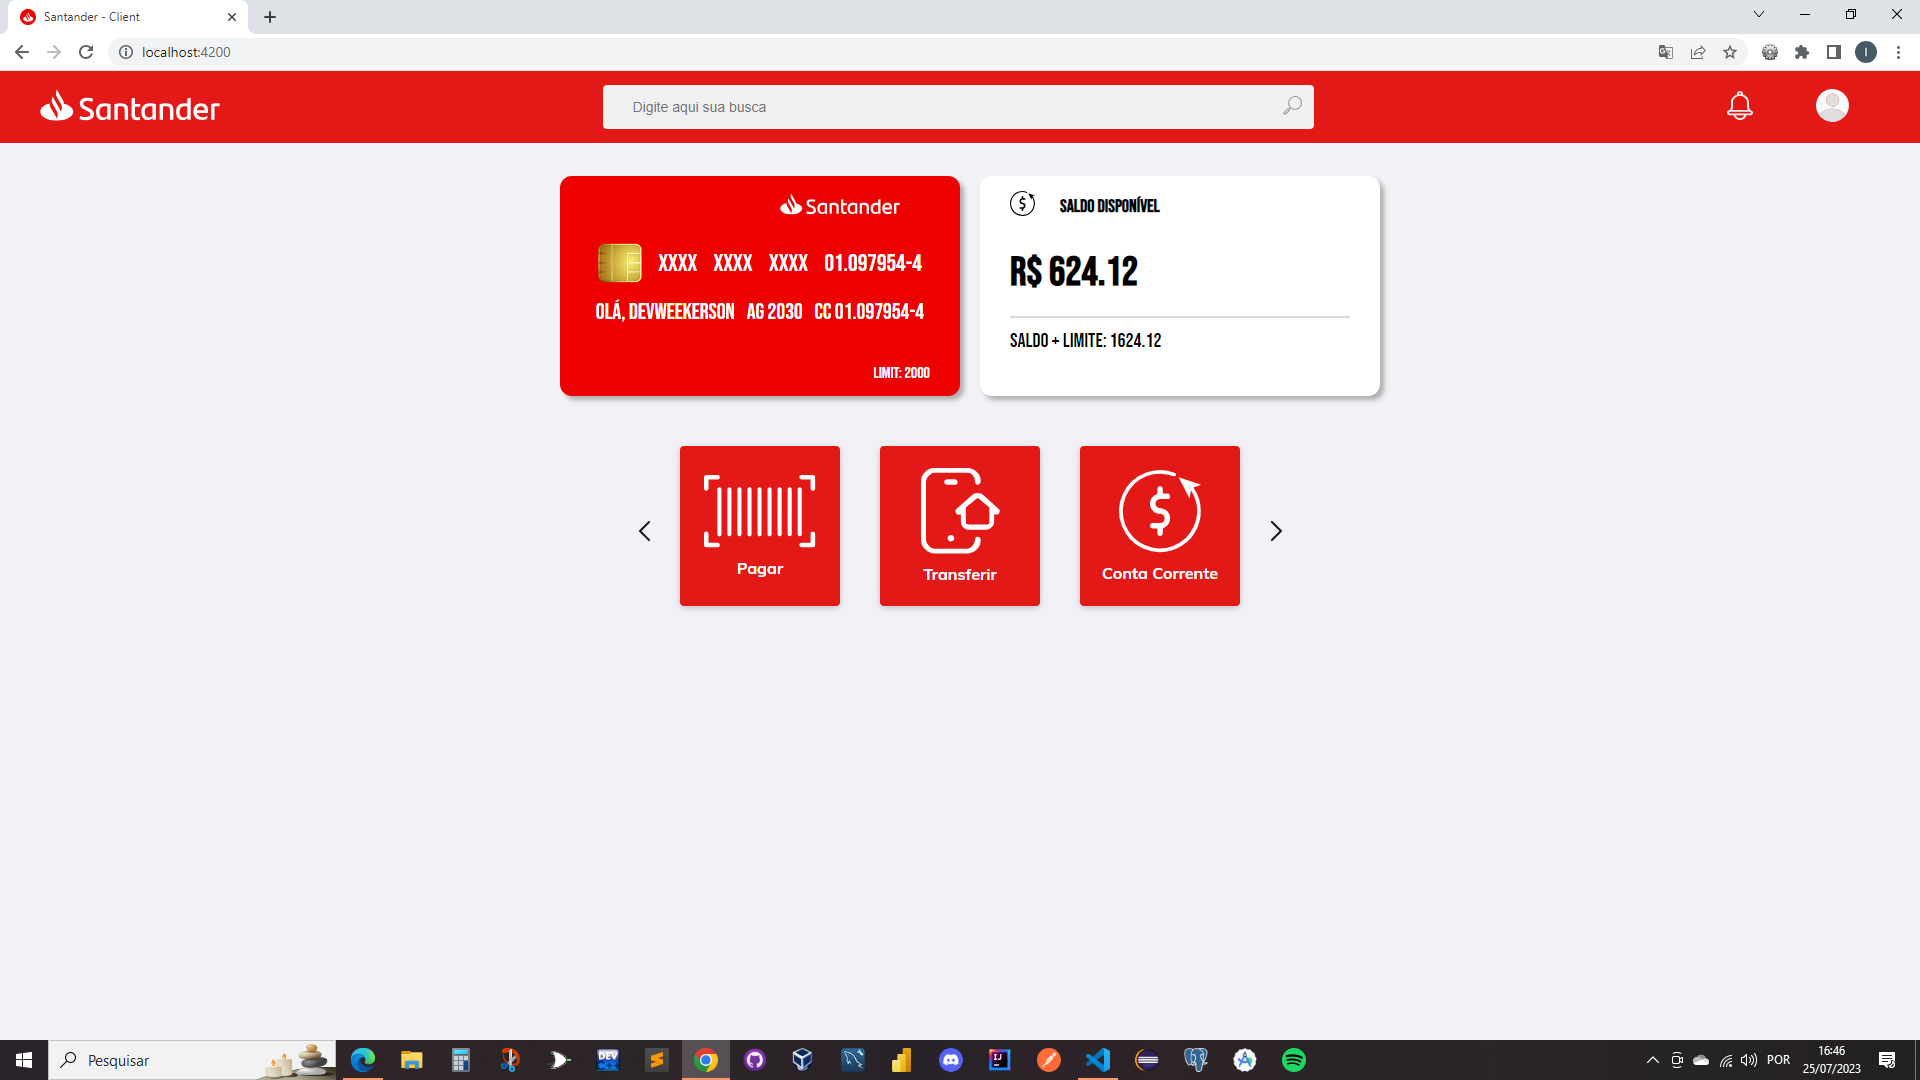 Santander - Client
localhost:4200
Santander
Digite aqui sua busca
Santander
XXXX XXXX XXXX 01.097954-4
OLÁ, DEVWEEKERSON AG 2030 CC 01.097954-4
LIMIT: 2000
SALDO DISPONÍVEL
R$ 624.12
SALDO + LIMITE: 1624.12
Pagar
Transferir
Conta Corrente
Pesquisar
DEV
IJ
POR
16:46
25/07/2023
I